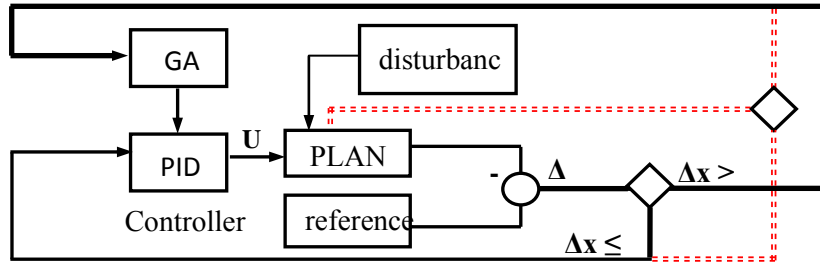 GA
disturbanc
U
PID
PLAN
-
Δ
Δx >
Controller
reference
Δx ≤